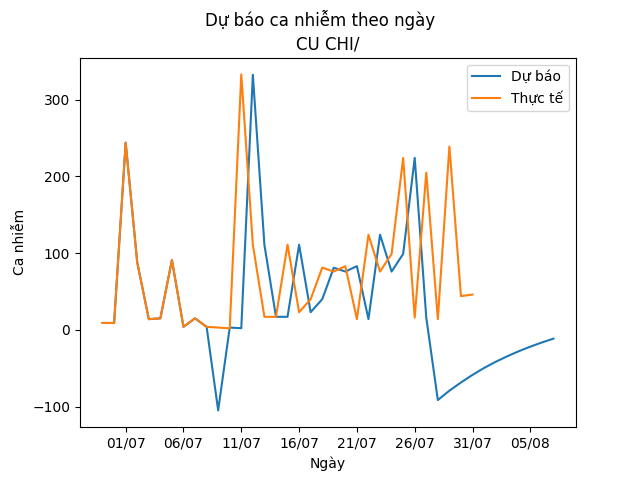 Dự báo ca nhiễm theo ngày
CU CHI/
Dự báo
Thực tế
Ca nhiễm
300
200
100
0
−100
01/07 06/07 11/07 16/07 21/07 26/07 31/07 05/08
Ngày